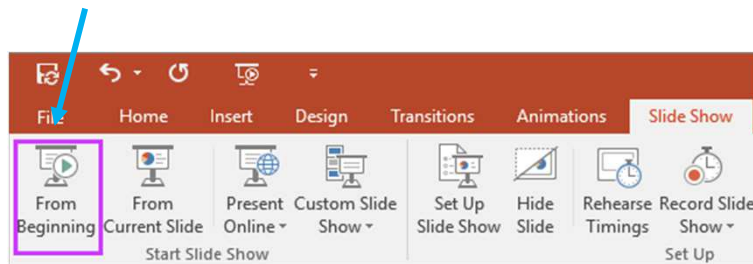 File Home Insert Design Transitions Animations Slide Show
From Beginning
From Current Slide
Present Online
Custom Slide Show
Set Up Slide Show
Hide Slide
Rehearse Timings
Record Slide Show
Start Slide Show
Set Up